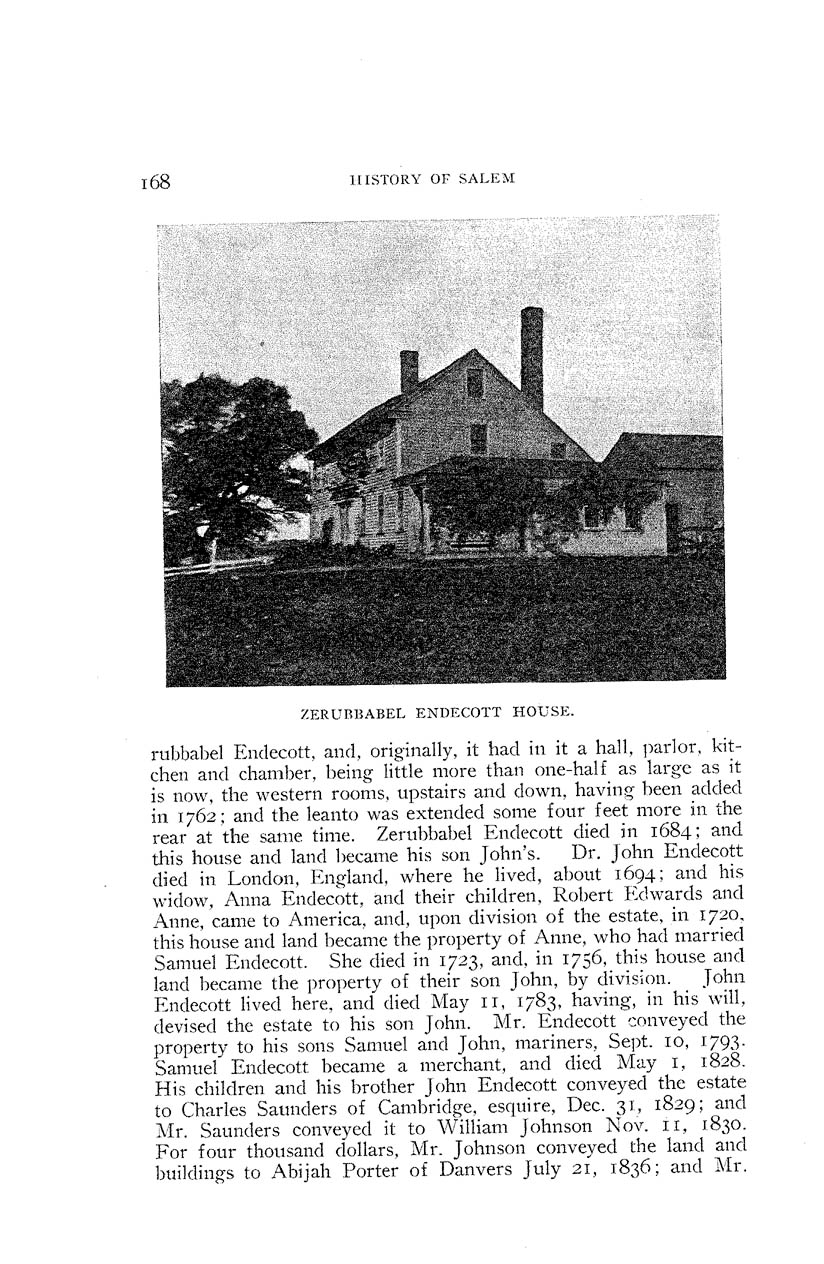 168
HISTORY OF SALEM
ZERUBBABEL ENDECOTT HOUSE.
rubbabel Endecott, and, originally, it had in it a hall, parlor, kit-
chen and chamber, being little more than one-half as large as it
is now, the western rooms, upstairs and down, having been added
in 1762; and the leanto was extended some four feet more in the
rear at the same time. Zerubbabel Endecott died in 1684; and
this house and land became his son John's. Dr. John Endecott
died in London, England, where he lived, about 1694; and his
widow, Anna Endecott, and their children, Robert Edwards and
Anne, came to America, and, upon division of the estate, in 1720,
this house and land became the property of Anne, who had married
Samuel Endecott. She died in 1723, and, in 1756, this house and
land became the property of their son John, by division. John
Endecott lived here, and died May 11, 1783, having, in his will,
devised the estate to his son John. Mr. Endecott conveyed the
property to his sons Samuel and John, mariners, Sept. 10, 1793.
Samuel Endecott became a merchant, and died May 1, 1828.
His children and his brother John Endecott conveyed the estate
to Charles Saunders of Cambridge, esquire, Dec. 31, 1829; and
Mr. Saunders conveyed it to William Johnson Nov. 11, 1830.
For four thousand dollars, Mr. Johnson conveyed the land and
buildings to Abijah Porter of Danvers July 21, 1836; and Mr.